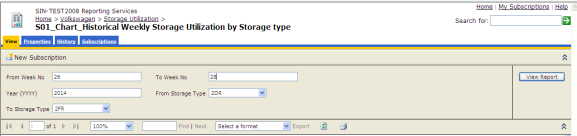 SIN-TEST2008 Reporting Services
Home | My Subscriptions | Help
Home > Volkswagen > Storage Utilization >
S01_Chart_Historical Weekly Storage Utilization by Storage type
Search for:
View Properties History Subscriptions
New Subscription
From Week No 26 To Week No 28 View Report
Year (YYYY) 2014 From Storage Type 2DR
To Storage Type 2FR
1 of 1 100% Find | Next Select a format Export